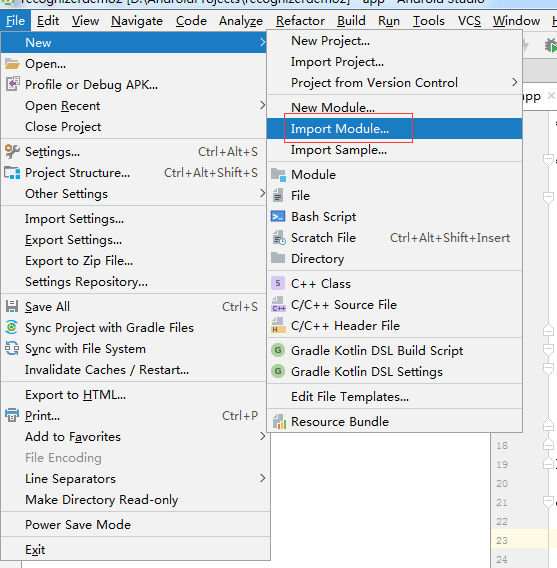 recognizerdemo2 [D:\AndroidProjects\recognizerdemo2] - app - Android Studio
File Edit View Navigate Code Analyze Refactor Build Run Tools VCS Window
New
Open...
Profile or Debug APK...
Open Recent
Close Project
Settings... Ctrl+Alt+S
Project Structure... Ctrl+Alt+Shift+S
Other Settings
Import Settings...
Export Settings...
Export to Zip File...
Settings Repository...
Save All Ctrl+S
Sync Project with Gradle Files
Sync with File System
Invalidate Caches / Restart...
Export to HTML...
Print... Ctrl+P
Add to Favorites
File Encoding
Line Separators
Make Directory Read-only
Power Save Mode
Exit
New Project...
Import Project...
Project from Version Control
New Module...
Import Module...
Import Sample...
Module
File
Bash Script
Scratch File Ctrl+Alt+Shift+Insert
Directory
C++ Class
C/C++ Source File
C/C++ Header File
Gradle Kotlin DSL Build Script
Gradle Kotlin DSL Settings
Edit File Templates...
Resource Bundle
app
18
19
20
21
22
23
24